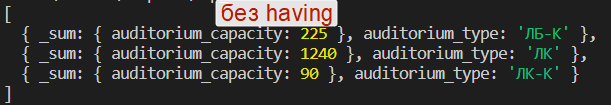 без having
[
{ _sum: { auditorium_capacity: 225 }, auditorium_type: 'ЛБ-К' },
{ _sum: { auditorium_capacity: 1240 }, auditorium_type: 'ЛК' },
{ _sum: { auditorium_capacity: 90 }, auditorium_type: 'ЛК-К' }
]